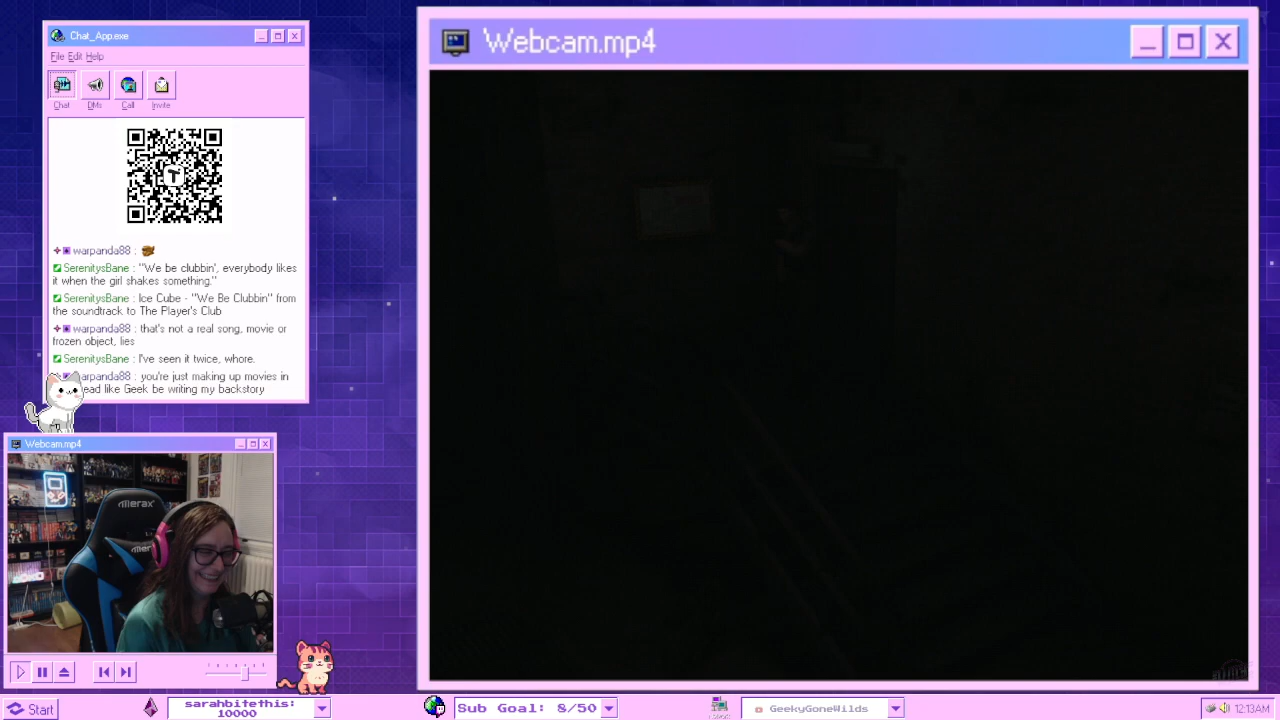 Chat_App.exe
File Edit Help
Chat DMs Call Invite
T
warpanda88 :
SerenitysBane : "We be clubbin', everybody likes
it when the girl shakes something."
SerenitysBane : Ice Cube - "We Be Clubbin" from
the soundtrack to The Player's Club
warpanda88 : that's not a real song, movie or
frozen object, lies
SerenitysBane : I've seen it twice, whore.
arpanda88 : you're just making up movies in
ead like Geek be writing my backstory
Webcam.mp4
merax
Webcam.mp4
Start
sarahbitethis:
10000
Sub Goal: 8/50
GeekyGoneWilds
12:13AM